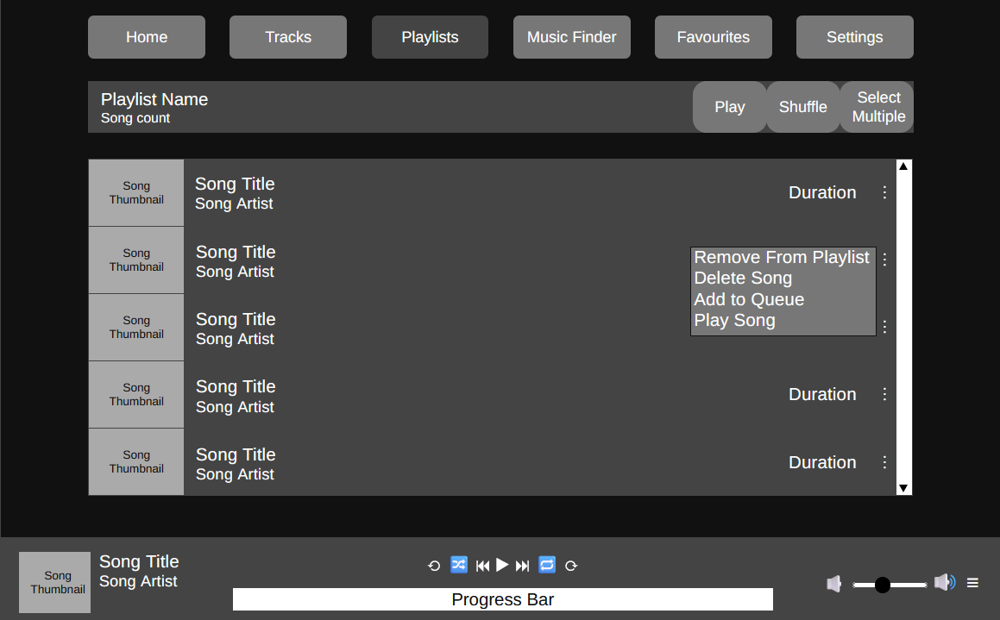 Home
Tracks
Playlists
Music Finder
Favourites
Settings
Playlist Name
Song count
Play
Shuffle
Select
Multiple
Song
Thumbnail
Song Title
Song Artist
Duration
Song
Thumbnail
Song Title
Song Artist
Remove From Playlist
Delete Song
Add to Queue
Play Song
Song
Thumbnail
Song Title
Song Artist
Song
Thumbnail
Song Title
Song Artist
Duration
Song
Thumbnail
Song Title
Song Artist
Duration
Song
Thumbnail
Song Title
Song Artist
Progress Bar